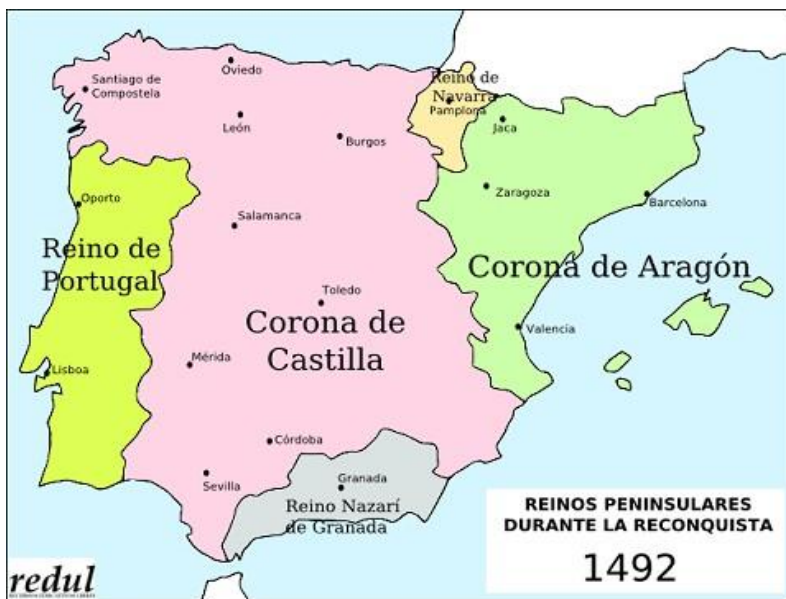 Santiago de
Compostela
Oviedo
León
Burgos
Reino de
Navarra
Pamplona
Jaca
Zaragoza
Barcelona
Oporto
Salamanca
Reino de
Portugal
Corona de Aragón
Toledo
Corona de
Castilla
Valencia
Mérida
Lisboa
Córdoba
Sevilla
Granada
Reino Nazarí
de Granada
REINOS PENINSULARES
DURANTE LA RECONQUISTA
1492
redul